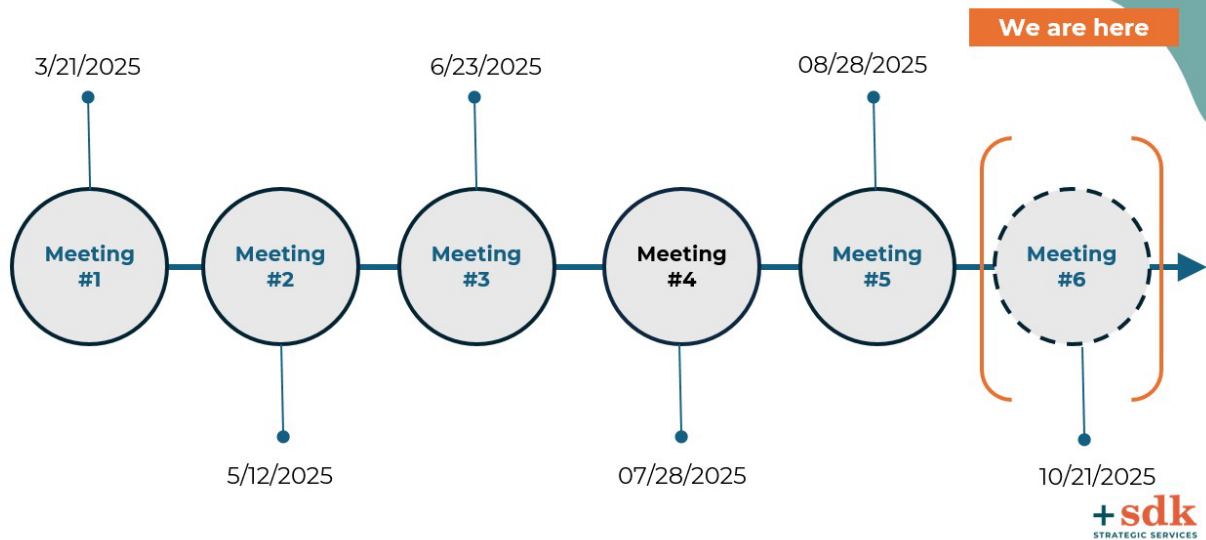 We are here
3/21/2025
6/23/2025
08/28/2025
Meeting
#1
Meeting
#2
Meeting
#3
Meeting
#4
Meeting
#5
Meeting
#6
5/12/2025
07/28/2025
10/21/2025
+sdk
STRATEGIC SERVICES